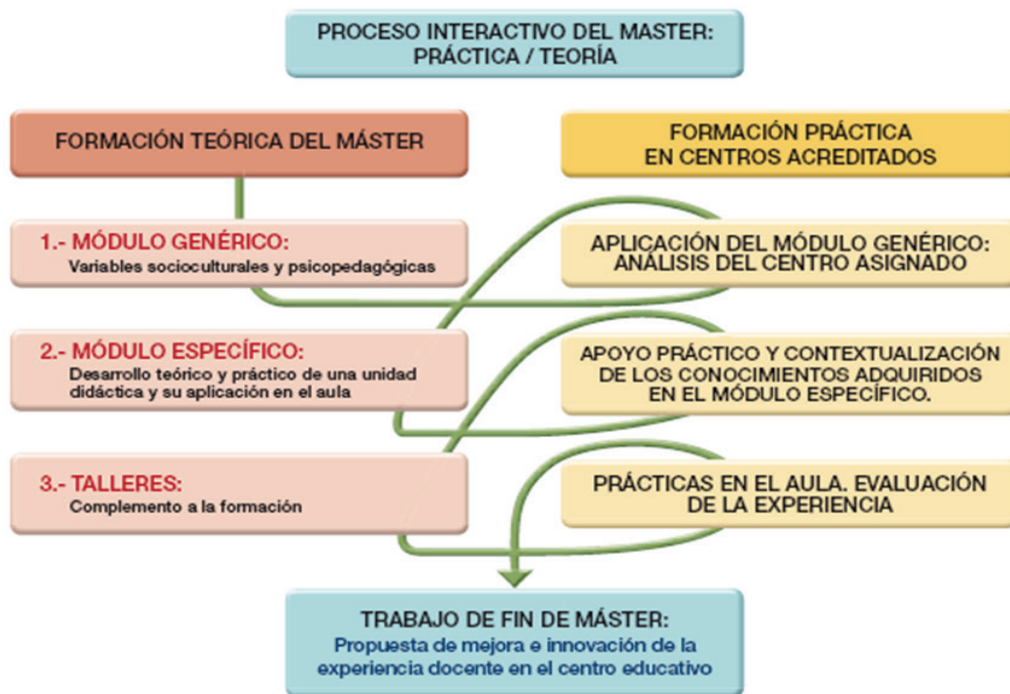 PROCESO INTERACTIVO DEL MASTER:
PRÁCTICA / TEORÍA
FORMACIÓN TEÓRICA DEL MÁSTER
FORMACIÓN PRÁCTICA
EN CENTROS ACREDITADOS
1.- MÓDULO GENÉRICO:
Variables socioculturales y psicopedagógicas
APLICACIÓN DEL MÓDULO GENÉRICO:
ANÁLISIS DEL CENTRO ASIGNADO
2.- MÓDULO ESPECÍFICO:
Desarrollo teórico y práctico de una unidad
didáctica y su aplicación en el aula
APOYO PRÁCTICO Y CONTEXTUALIZACIÓN
DE LOS CONOCIMIENTOS ADQUIRIDOS
EN EL MÓDULO ESPECÍFICO.
3.- TALLERES:
Complemento a la formación
PRÁCTICAS EN EL AULA. EVALUACIÓN
DE LA EXPERIENCIA
TRABAJO DE FIN DE MÁSTER:
Propuesta de mejora e innovación de la
experiencia docente en el centro educativo